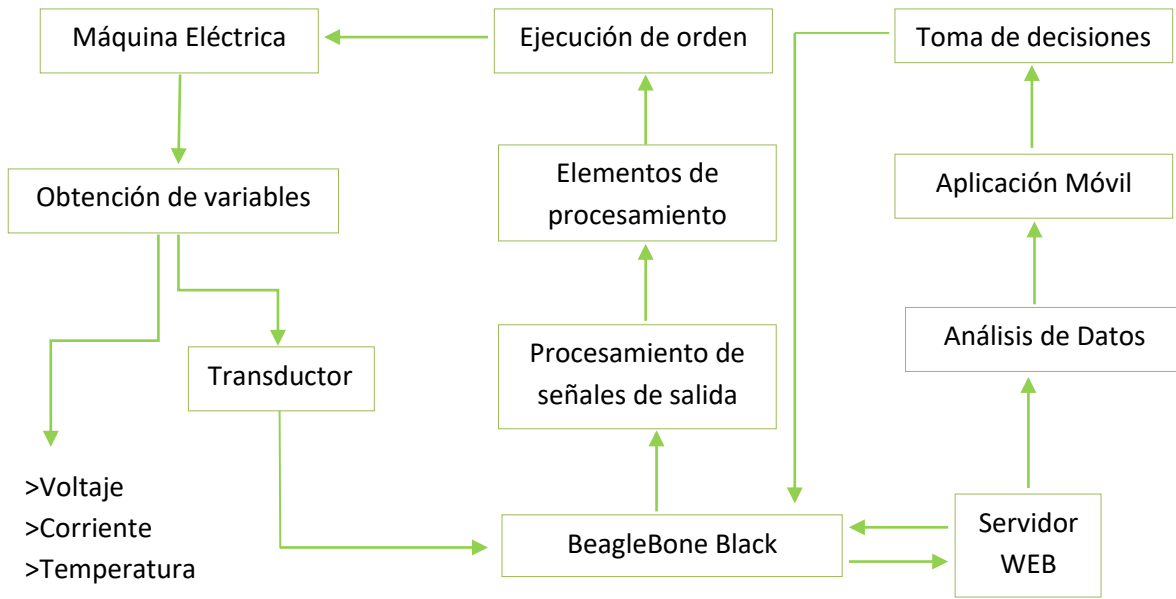 Máquina Eléctrica
Ejecución de orden
Toma de decisiones
Obtención de variables
Elementos de
procesamiento
Aplicación Móvil
Transductor
Procesamiento de
señales de salida
Análisis de Datos
>Voltaje
>Corriente
>Temperatura
BeagleBone Black
Servidor
WEB